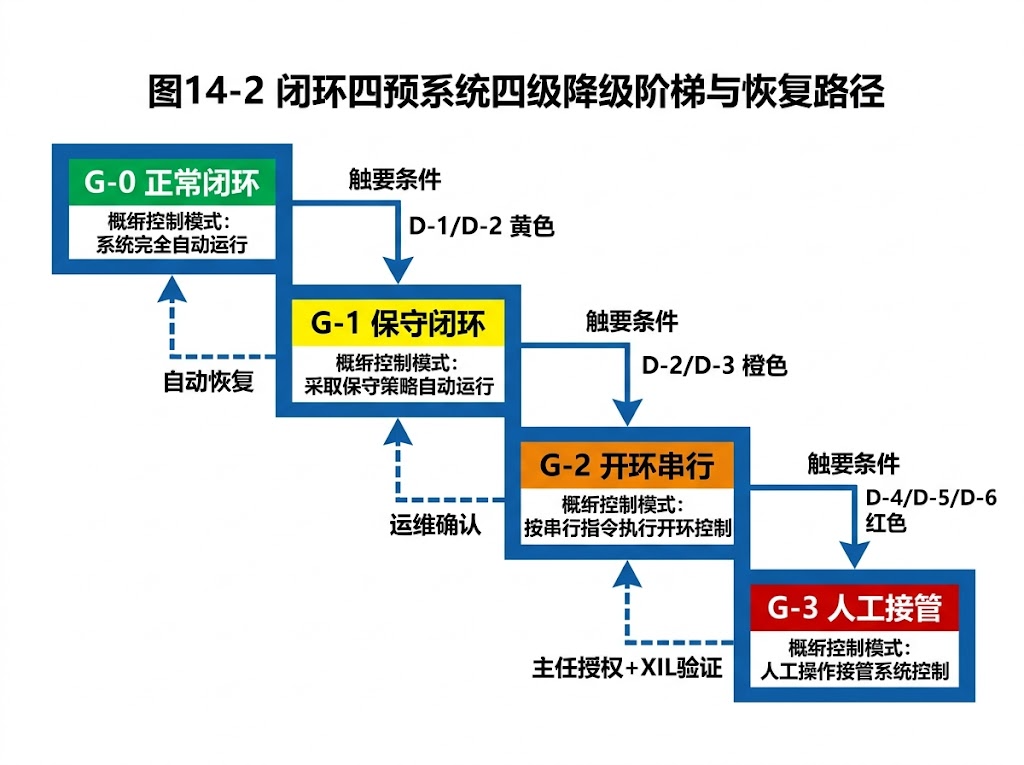 图14-2 闭环四预系统四级降级阶梯与恢复路径
G-0 正常闭环
概绗控制模式：
系统完全自动运行
触要条件
D-1/D-2 黄色
自动恢复
G-1 保守闭环
概绗控制模式：
采取保守策略自动运行
触要条件
D-2/D-3 橙色
运维确认
G-2 开环串行
概绗控制模式：
按串行指令执行开环控制
触要条件
D-4/D-5/D-6
红色
主任授权+XIL验证
G-3 人工接管
概绗控制模式：
人工操作接管系统控制